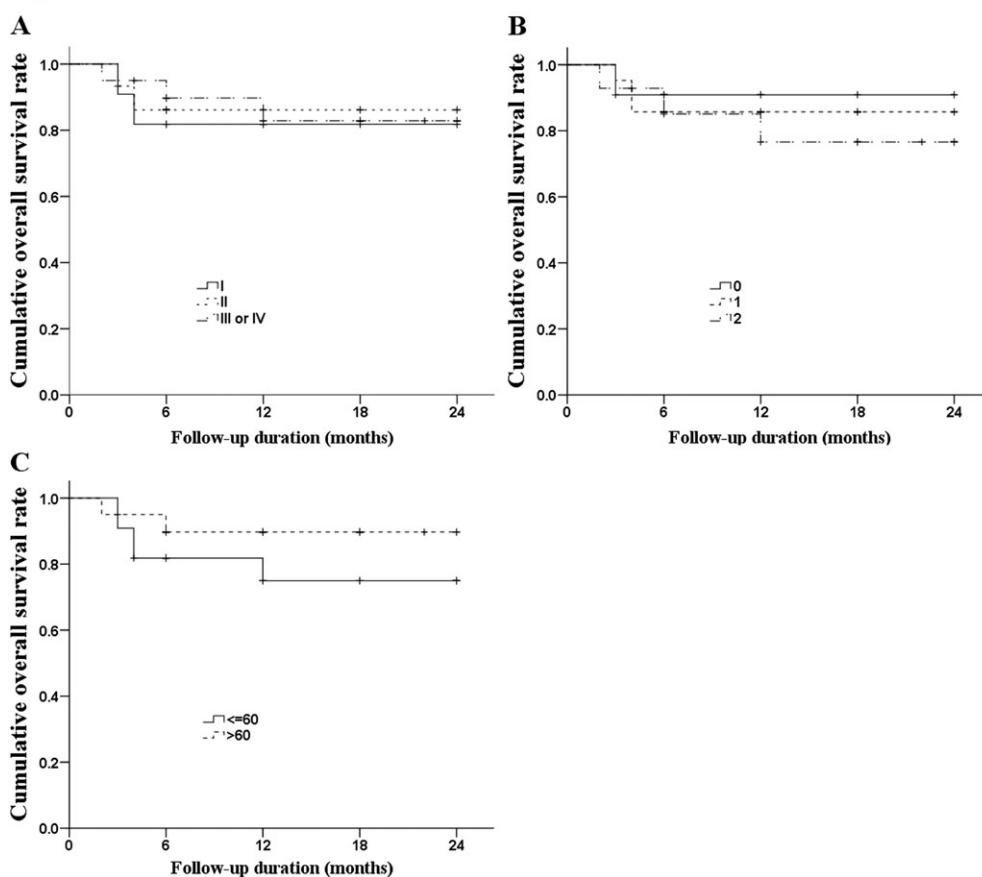 A
Cumulative overall survival rate
1.0
0.8
0.6
0.4
0.2
0.0
I
II
III or IV
0 6 12 18 24
Follow-up duration (months)
B
Cumulative overall survival rate
1.0
0.8
0.6
0.4
0.2
0.0
0
1
2
0 6 12 18 24
Follow-up duration (months)
C
Cumulative overall survival rate
1.0
0.8
0.6
0.4
0.2
0.0
<=60
>60
0 6 12 18 24
Follow-up duration (months)